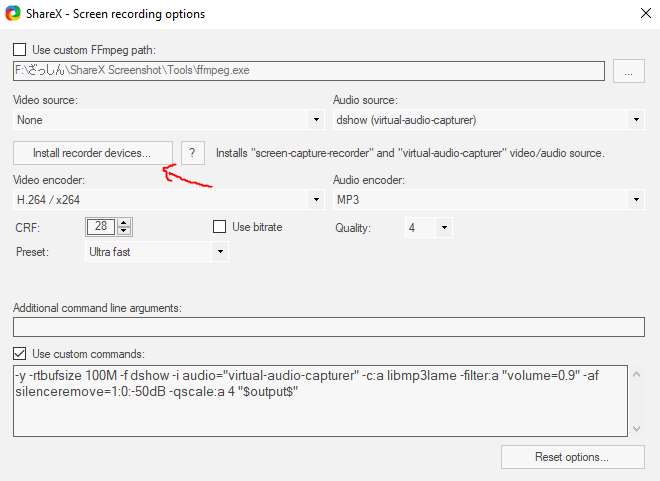 ShareX - Screen recording options
Use custom FFmpeg path:
F:\ざっしん\ShareX Screenshot\Tools\ffmpeg.exe
...
Video source:
Audio source:
None
dshow (virtual-audio-capturer)
Install recorder devices...
?
Installs "screen-capture-recorder" and "virtual-audio-capturer" video/audio source.
Video encoder:
Audio encoder:
H.264 / x264
MP3
CRF:
28
Use bitrate
Quality:
4
Preset:
Ultra fast
Additional command line arguments:
Use custom commands:
-y -rtbufsize 100M -f dshow -i audio="virtual-audio-capturer" -c:a libmp3lame -filter:a "volume=0.9" -af
silenceremove=1:0:-50dB -qscale:a 4 "$output$"
Reset options...